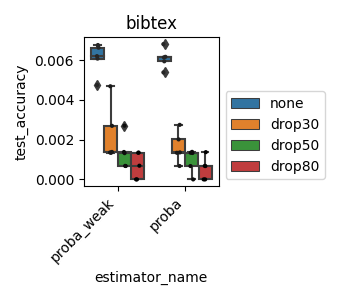 bibtex
test_accuracy
0.006
0.004
0.002
0.000
proba_weak
proba
estimator_name
none
drop30
drop50
drop80